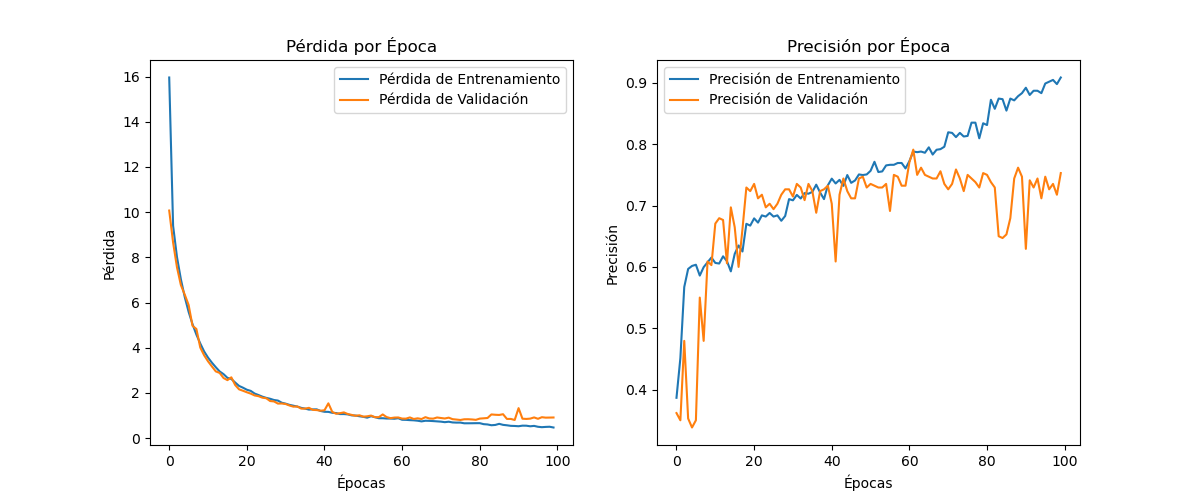 Pérdida por Época
Pérdida de Entrenamiento
Pérdida de Validación
16
14
12
10
8
6
4
2
0
Pérdida
0 20 40 60 80 100
Épocas
Precisión por Época
Precisión de Entrenamiento
Precisión de Validación
0.9
0.8
0.7
0.6
0.5
0.4
Precisión
0 20 40 60 80 100
Épocas